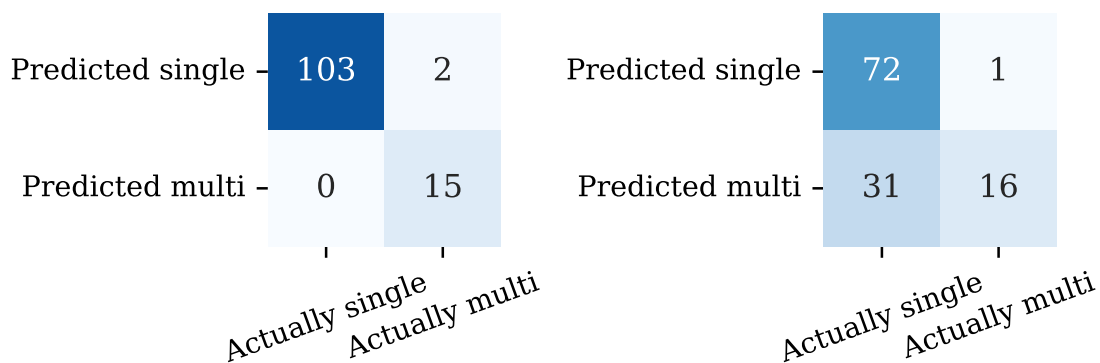 Predicted single 103 2
Predicted multi 0 15
Actually single Actually multi
Predicted single 72 1
Predicted multi 31 16
Actually single Actually multi